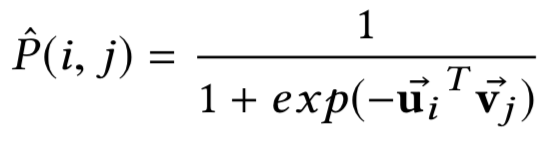 P̂(i, j) = 1 / (1 + exp(−u⃗ᵢᵀ v⃗ⱼ))